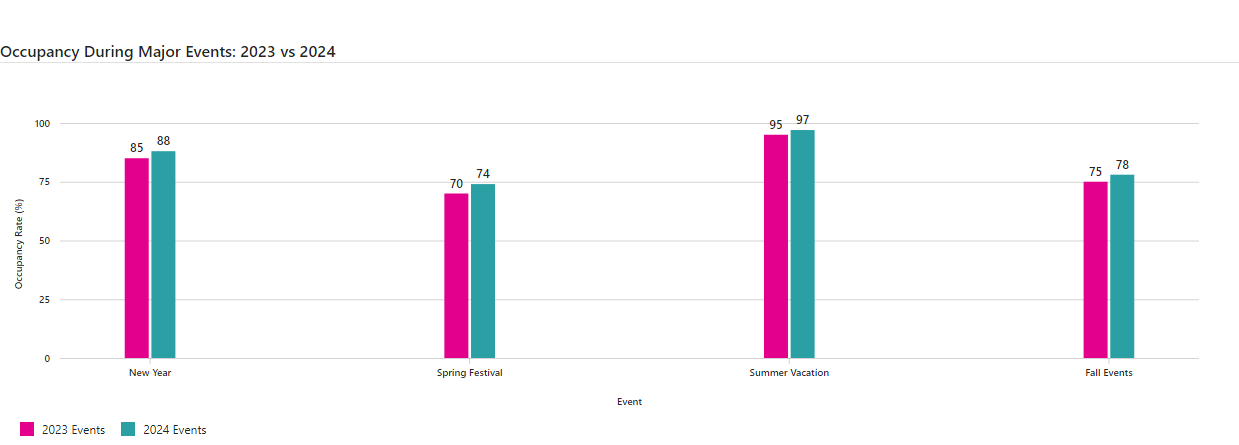 Occupancy During Major Events: 2023 vs 2024
100
75
50
25
0
Occupancy Rate (%)
85 88
70 74
95 97
75 78
New Year Spring Festival Summer Vacation Fall Events
Event
2023 Events 2024 Events